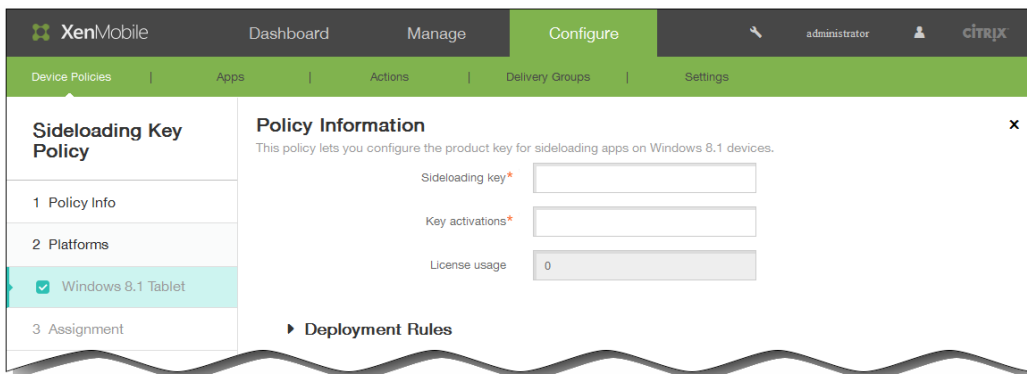 XenMobile Dashboard Manage Configure administrator CİTRIX
Device Policies | Apps | Actions | Delivery Groups | Settings
Sideloading Key
Policy
1 Policy Info
2 Platforms
Windows 8.1 Tablet
3 Assignment
Policy Information
This policy lets you configure the product key for sideloading apps on Windows 8.1 devices.
Sideloading key*
Key activations*
License usage 0
Deployment Rules